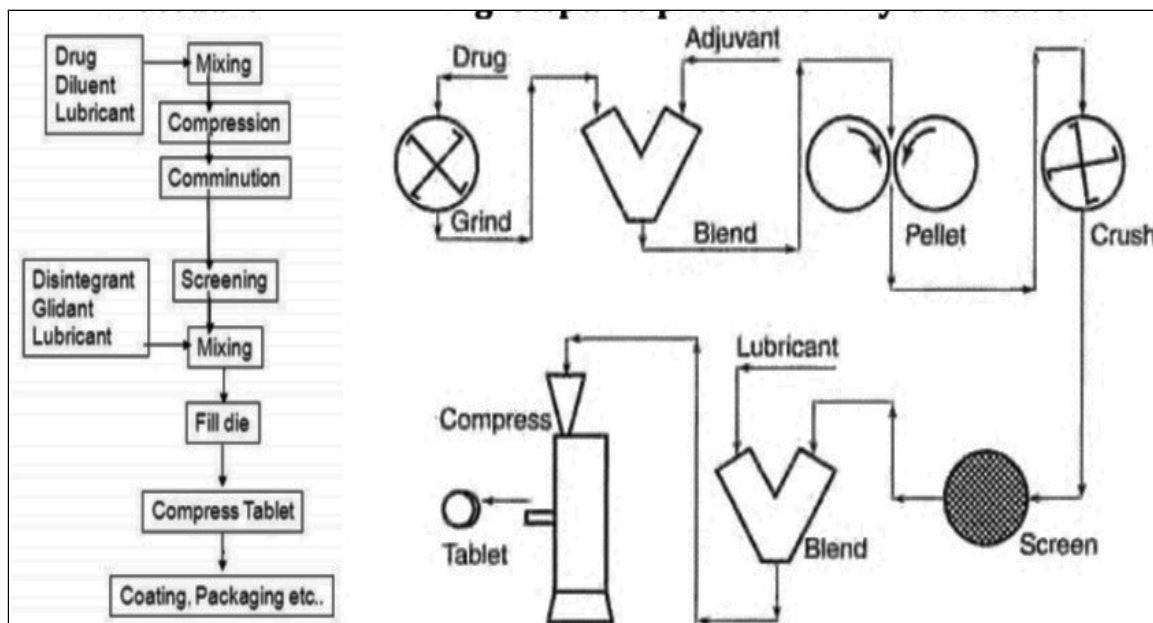 Drug
Diluent
Lubricant
Mixing
Compression
Comminution
Disintegrant
Glidant
Lubricant
Screening
Mixing
Fill die
Compress Tablet
Coating, Packaging etc..
Drug
Adjuvant
Grind
Blend
Pellet
Crush
Lubricant
Compress
Tablet
Blend
Screen